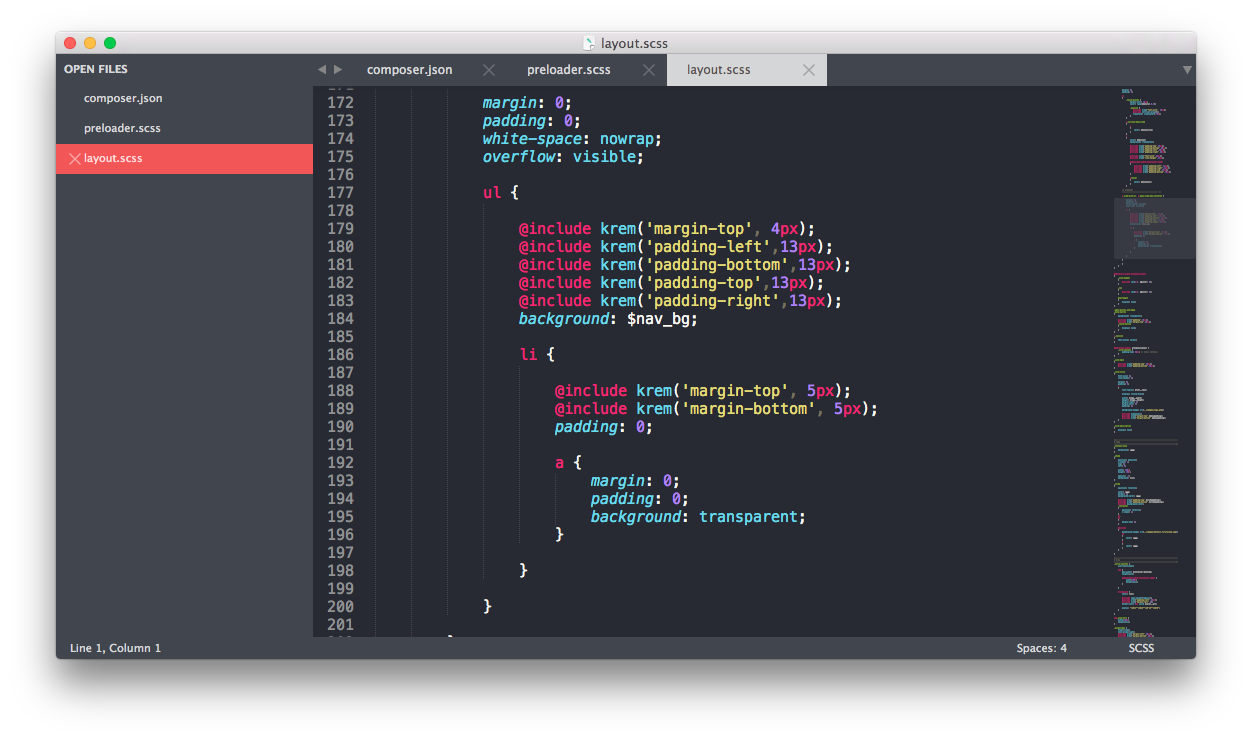 layout.scss
OPEN FILES
composer.json
preloader.scss
layout.scss
composer.json preloader.scss layout.scss
172 margin: 0;
173 padding: 0;
174 white-space: nowrap;
175 overflow: visible;
176
177 ul {
178
179 @include krem('margin-top', 4px);
180 @include krem('padding-left',13px);
181 @include krem('padding-bottom',13px);
182 @include krem('padding-top',13px);
183 @include krem('padding-right',13px);
184 background: $nav_bg;
185
186 li {
187
188 @include krem('margin-top', 5px);
189 @include krem('margin-bottom', 5px);
190 padding: 0;
191
192 a {
193 margin: 0;
194 padding: 0;
195 background: transparent;
196 }
197
198 }
199
200 }
201
Line 1, Column 1
Spaces: 4
SCSS